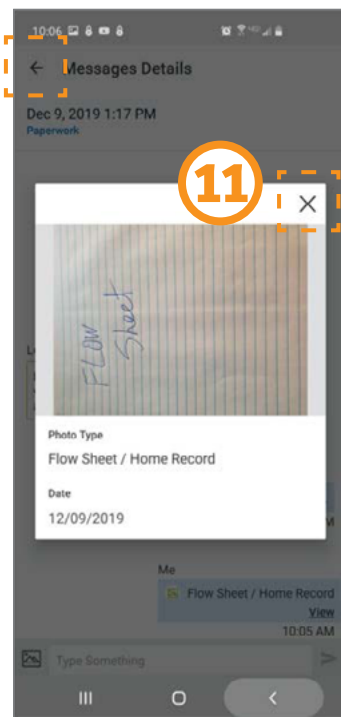 10:06
Messages Details
Dec 9, 2019 1:17 PM
Paperwork
11
FLOW
Sheet
Photo Type
Flow Sheet / Home Record
Date
12/09/2019
Me
Flow Sheet / Home Record
View
10:05 AM
Type Something